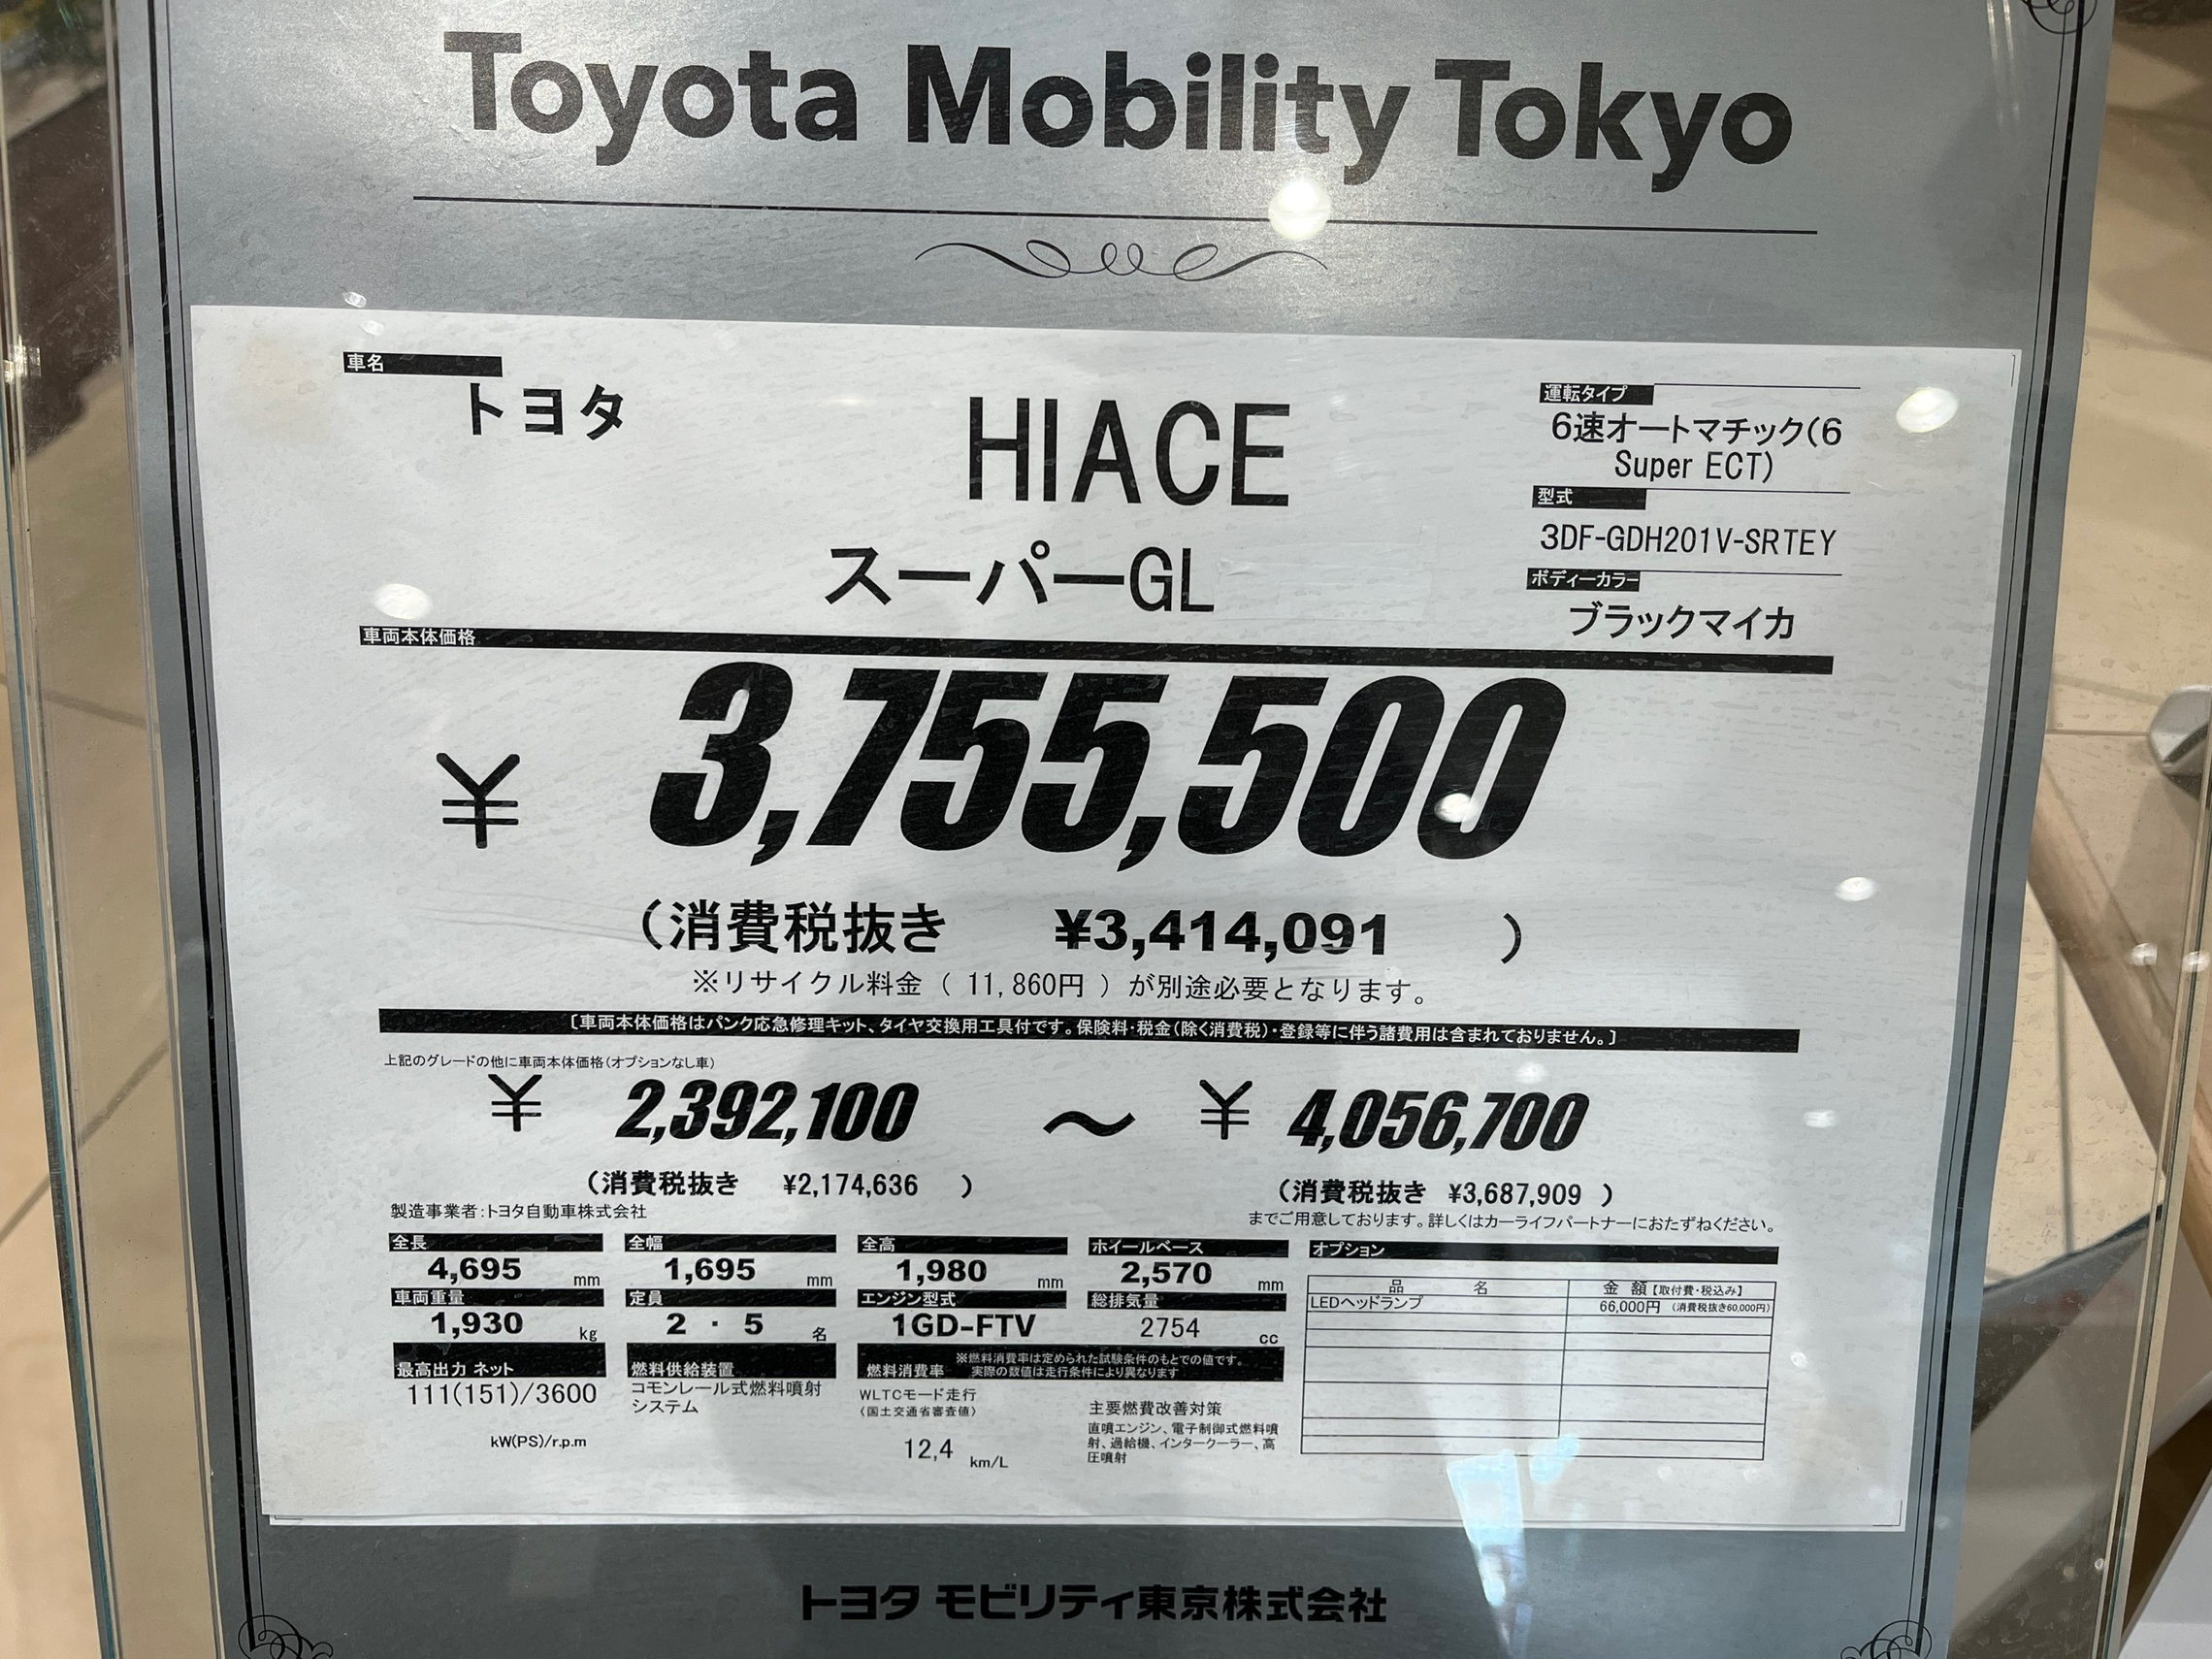 Toyota Mobility Tokyo
車名
トヨタ
HIACE
スーパーGL
運転タイプ
6速オートマチック(6
Super ECT)
型式
3DF-GDH201V-SRTEY
ボディーカラー
ブラックマイカ
車両本体価格
¥ 3,755,500
(消費税抜き ¥3,414,091 )
※リサイクル料金( 11,860円 )が別途必要となります。
〔車両本体価格はパンク応急修理キット、タイヤ交換用工具付です。保険料・税金(除く消費税)・登録等に伴う諸費用は含まれておりません。〕
上記のグレードの他に車両本体価格(オプションなし車)
¥ 2,392,100 ～ ¥ 4,056,700
(消費税抜き ¥2,174,636 ) (消費税抜き ¥3,687,909 )
製造事業者:トヨタ自動車株式会社
までご用意しております。詳しくはカーライフパートナーにおたずねください。
全長 全幅 全高 ホイールベース
4,695 mm 1,695 mm 1,980 mm 2,570 mm
車両重量 定員 エンジン型式 総排気量
1,930 kg 2・5 名 1GD-FTV 2754 cc
最高出力 ネット
111(151)/3600
kW(PS)/r.p.m
燃料供給装置
コモンレール式燃料噴射
システム
燃料消費率 ※燃料消費率は定められた試験条件のもとでの値です。
実際の数値は走行条件により異なります
WLTCモード走行
〈国土交通省審査値〉
12,4 km/L
主要燃費改善対策
直噴エンジン、電子制御式燃料噴
射、過給機、インタークーラー、高
圧噴射
オプション
品 名 金 額【取付費・税込み】
LEDヘッドランプ 66,000円 (消費税抜き60,000円)
トヨタ モビリティ東京株式会社